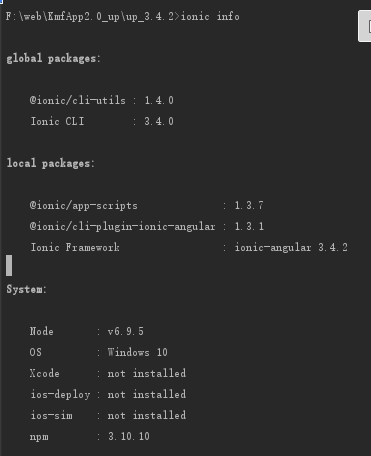 F:\web\KmfApp2.0_up\up_3.4.2>ionic info
global packages:
@ionic/cli-utils : 1.4.0
Ionic CLI : 3.4.0
local packages:
@ionic/app-scripts : 1.3.7
@ionic/cli-plugin-ionic-angular : 1.3.1
Ionic Framework : ionic-angular 3.4.2
System:
Node : v6.9.5
OS : Windows 10
Xcode : not installed
ios-deploy : not installed
ios-sim : not installed
npm : 3.10.10